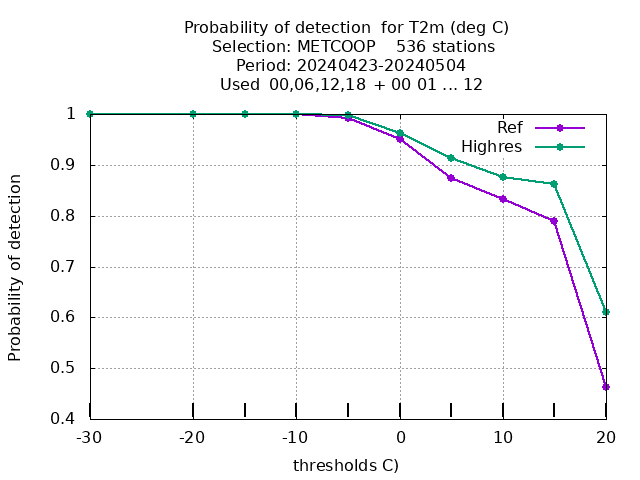 Probability of detection  for T2m (deg C)
Selection: METCOOP    536 stations
Period: 20240423-20240504
Used  00,06,12,18  + 00 01 ... 12
Ref
Highres
Probability of detection
1
0.9
0.8
0.7
0.6
0.5
0.4
-30
-20
-10
0
10
20
thresholds C)